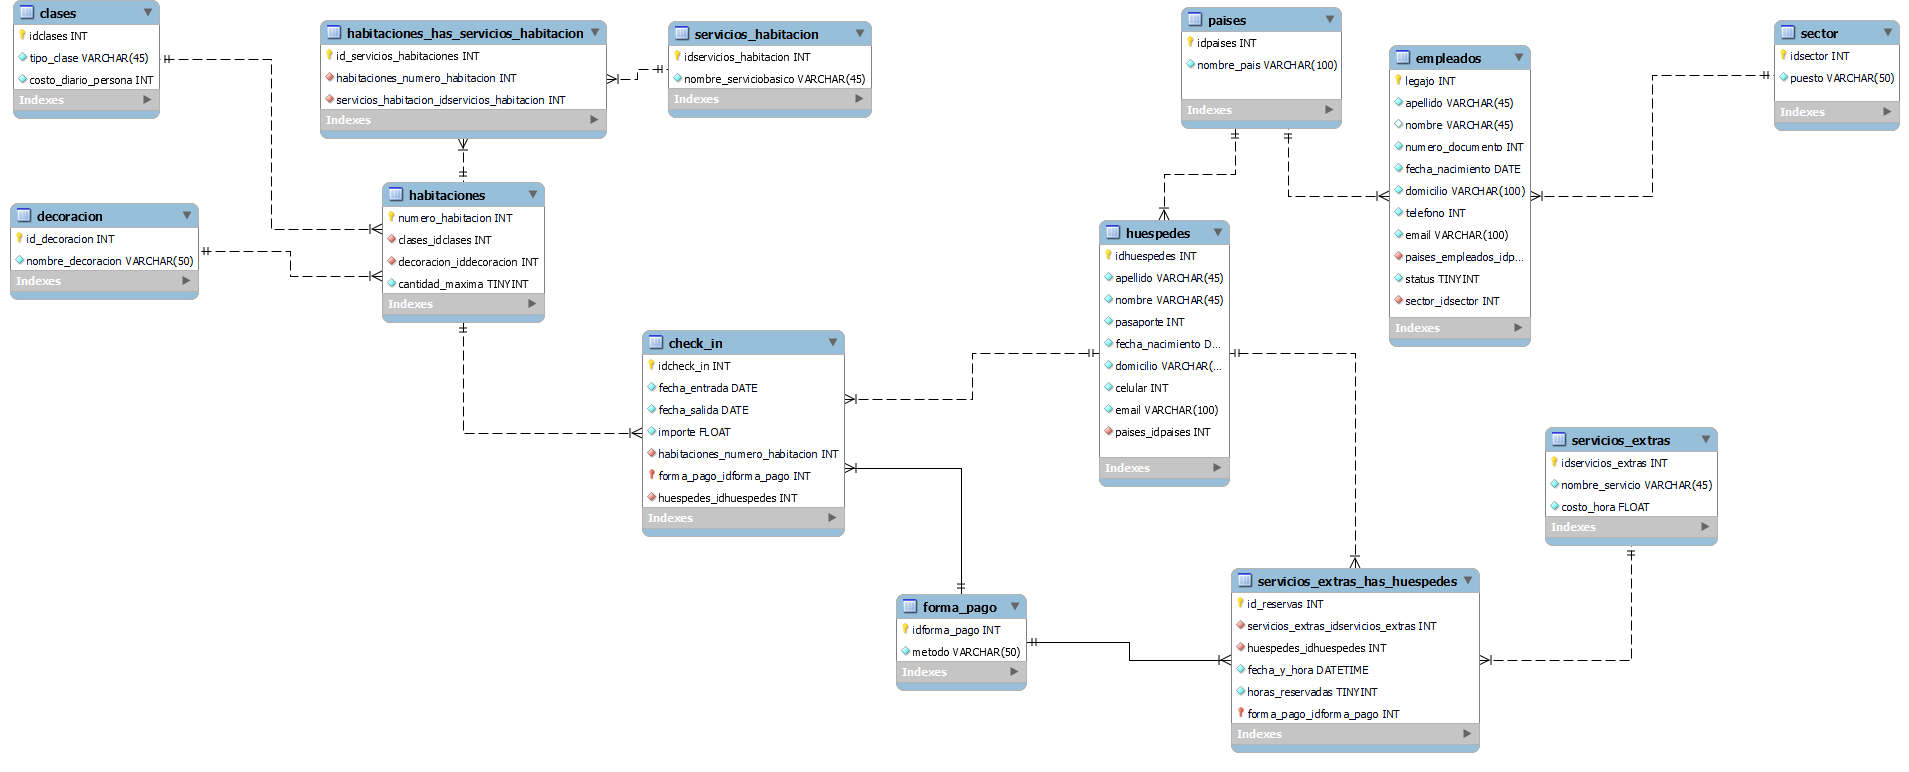 clases
idclases INT
tipo_clase VARCHAR(45)
costo_diario_persona INT
Indexes
habitaciones_has_servicios_habitacion
id_servicios_habitaciones INT
habitaciones_numero_habitacion INT
servicios_habitacion_idservicios_habitacion INT
Indexes
servicios_habitacion
idservicios_habitacion INT
nombre_serviciobasico VARCHAR(45)
Indexes
paises
idpaises INT
nombre_pais VARCHAR(100)
Indexes
empleados
legajo INT
apellido VARCHAR(45)
nombre VARCHAR(45)
numero_documento INT
fecha_nacimiento DATE
domicilio VARCHAR(100)
telefono INT
email VARCHAR(100)
paises_empleados_idp...
status TINYINT
sector_idsector INT
Indexes
sector
idsector INT
puesto VARCHAR(50)
Indexes
decoracion
id_decoracion INT
nombre_decoracion VARCHAR(50)
Indexes
habitaciones
numero_habitacion INT
clases_idclases INT
decoracion_iddecoracion INT
cantidad_maxima TINYINT
Indexes
huespedes
idhuespedes INT
apellido VARCHAR(45)
nombre VARCHAR(45)
pasaporte INT
fecha_nacimiento D...
domicilio VARCHAR(...
celular INT
email VARCHAR(100)
paises_idpaises INT
Indexes
check_in
idcheck_in INT
fecha_entrada DATE
fecha_salida DATE
importe FLOAT
habitaciones_numero_habitacion INT
forma_pago_idforma_pago INT
huespedes_idhuespedes INT
Indexes
servicios_extras
idservicios_extras INT
nombre_servicio VARCHAR(45)
costo_hora FLOAT
Indexes
forma_pago
idforma_pago INT
metodo VARCHAR(50)
Indexes
servicios_extras_has_huespedes
id_reservas INT
servicios_extras_idservicios_extras INT
huespedes_idhuespedes INT
fecha_y_hora DATETIME
horas_reservadas TINYINT
forma_pago_idforma_pago INT
Indexes